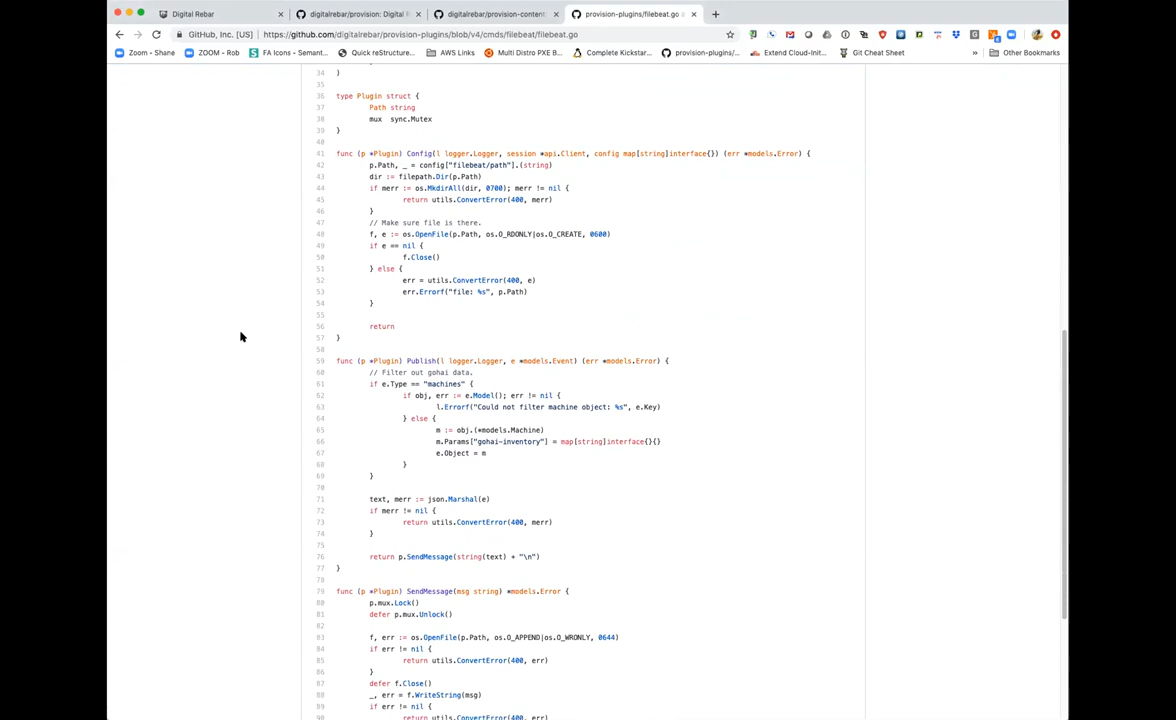 Digital Rebar
digitalrebar/provision: Digital R
digitalrebar/provision-content
provision-plugins/filebeat.go a
GitHub, Inc. [US]
https://github.com/digitalrebar/provision-plugins/blob/v4/cmds/filebeat/filebeat.go
Zoom - Shane
ZOOM - Rob
FA Icons – Semant...
Quick reStructure...
AWS Links
Multi Distro PXE B...
Complete Kickstar...
provision-plugins/...
Extend Cloud-Init...
Git Cheat Sheet
»
Other Bookmarks
34 )
35
36 type Plugin struct {
37 Path string
38 mux sync.Mutex
39 }
40
41 func (p *Plugin) Config(l logger.Logger, session *api.Client, config map[string]interface{}) (err *models.Error) {
42 p.Path, _ = config["filebeat/path"].(string)
43 dir := filepath.Dir(p.Path)
44 if merr := os.MkdirAll(dir, 0700); merr != nil {
45 return utils.ConvertError(400, merr)
46 }
47 // Make sure file is there.
48 f, e := os.OpenFile(p.Path, os.O_RDONLY|os.O_CREATE, 0600)
49 if e == nil {
50 f.Close()
51 } else {
52 err = utils.ConvertError(400, e)
53 err.Errorf("file: %s", p.Path)
54 }
55
56 return
57 }
58
59 func (p *Plugin) Publish(l logger.Logger, e *models.Event) (err *models.Error) {
60 // Filter out gohai data.
61 if e.Type == "machines" {
62 if obj, err := e.Model(); err != nil {
63 l.Errorf("Could not filter machine object: %s", e.Key)
64 } else {
65 m := obj.(*models.Machine)
66 m.Params["gohai-inventory"] = map[string]interface{}{}
67 e.Object = m
68 }
69 }
70
71 text, merr := json.Marshal(e)
72 if merr != nil {
73 return utils.ConvertError(400, merr)
74 }
75
76 return p.SendMessage(string(text) + "\n")
77 }
78
79 func (p *Plugin) SendMessage(msg string) *models.Error {
80 p.mux.Lock()
81 defer p.mux.Unlock()
82
83 f, err := os.OpenFile(p.Path, os.O_APPEND|os.O_WRONLY, 0644)
84 if err != nil {
85 return utils.ConvertError(400, err)
86 }
87 defer f.Close()
88 _, err = f.WriteString(msg)
89 if err != nil {
90 return utils.ConvertError(400, err)